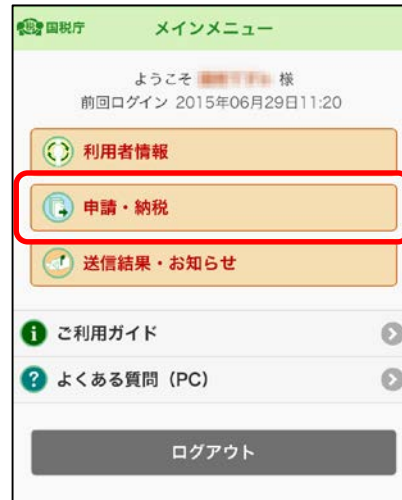 国税庁 メインメニュー
ようこそ 様
前回ログイン 2015年06月29日11:20
利用者情報
申請・納税
送信結果・お知らせ
ご利用ガイド
よくある質問（PC）
ログアウト